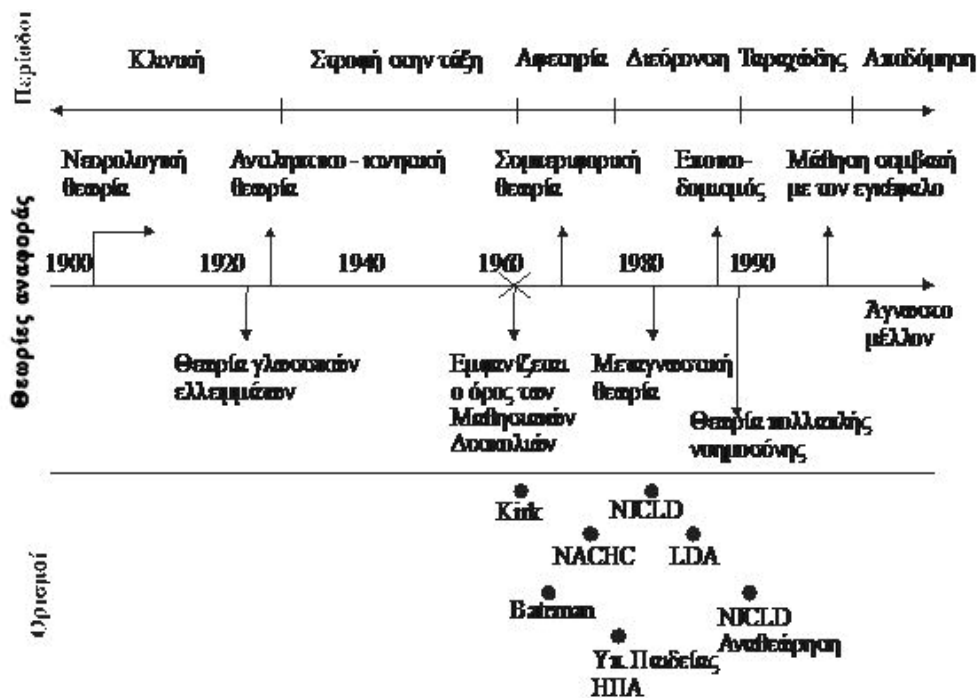 Περίοδοι
Κλινική Στροφή στην τάξη Αφετηρία Διεύρυνση Ταραχώδης Αποδόμηση
Θεωρίες αναφοράς
Νευρολογική θεωρία
Αντιληπτικο - κινητική θεωρία
Συμπεριφορική θεωρία
Εποικο-
δομισμός
Μάθηση συμβατή
με τον εγκέφαλο
1900 1920 1940 1960 1980 1990
Θεωρία γλωσσικών
ελλειμμάτων
Εμφανίζεται
ο όρος των
Μαθησιακών
Δυσκολιών
Μεταγνωστική
θεωρία
Θεωρία πολλαπλής
νοημοσύνης
Άγνωστο
μέλλον
Ορισμοί
Kirk
NJCLD
NACHC
LDA
Bateman
NJCLD
Αναθεώρηση
Υπ. Παιδείας
ΗΠΑ